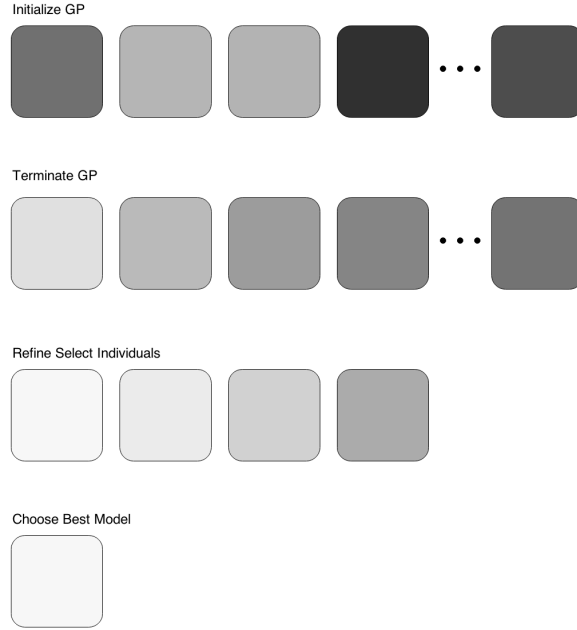 Initialize GP
Terminate GP
Refine Select Individuals
Choose Best Model